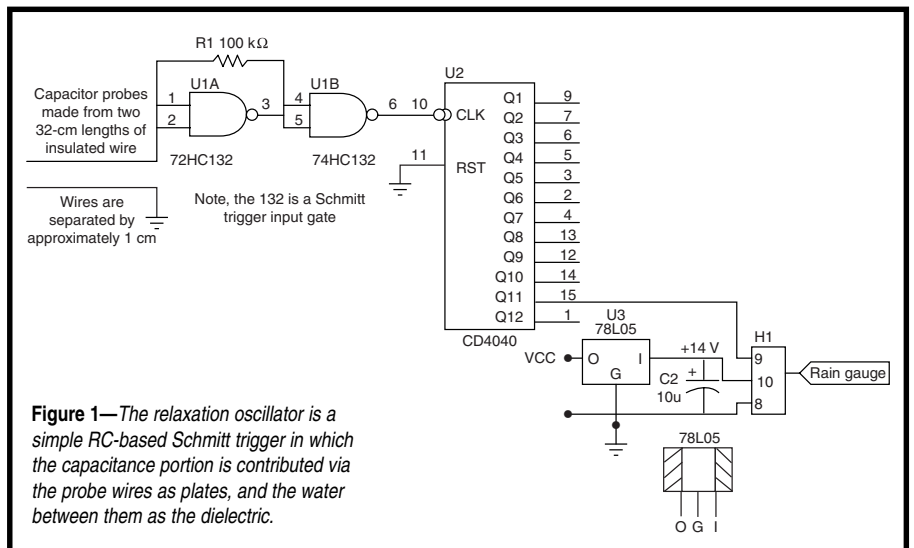 R1 100 kΩ
U1A
U1B
U2
Capacitor probes
made from two
32-cm lengths of
insulated wire
1
2
3
4
5
6
10
CLK
11
RST
72HC132
74HC132
Wires are
separated by
approximately 1 cm
Note, the 132 is a Schmitt
trigger input gate
Q1 9
Q2 7
Q3 6
Q4 5
Q5 3
Q6 2
Q7 4
Q8 13
Q9 12
Q10 14
Q11 15
Q12 1
CD4040
U3
78L05
VCC
O
I
G
+14 V
+
C2
10u
H1
9
10
8
Rain gauge
78L05
O G I
Figure 1—The relaxation oscillator is a
simple RC-based Schmitt trigger in which
the capacitance portion is contributed via
the probe wires as plates, and the water
between them as the dielectric.